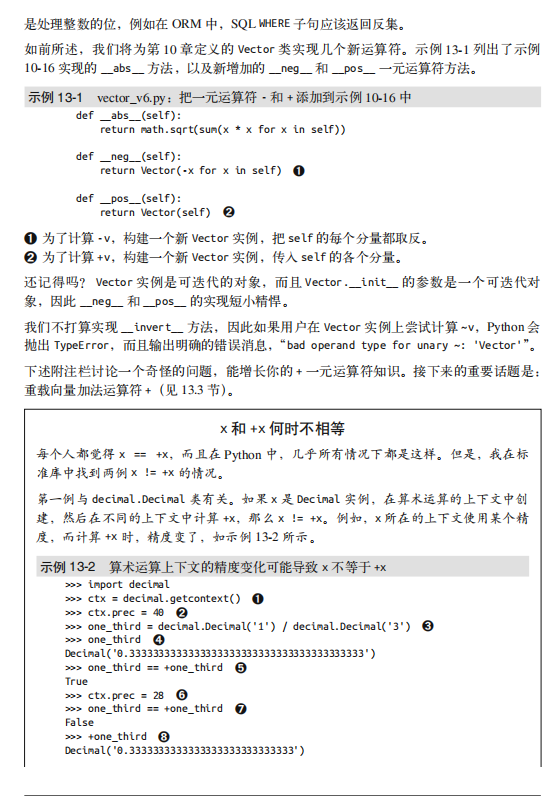 是处理整数的位，例如在 ORM 中，SQL WHERE 子句应该返回反集。
如前所述，我们将为第 10 章定义的 Vector 类实现几个新运算符。示例 13-1 列出了示例
10-16 实现的 __abs__ 方法，以及新增加的 __neg__ 和 __pos__ 一元运算符方法。
示例 13-1 vector_v6.py：把一元运算符 - 和 + 添加到示例 10-16 中
def __abs__(self):
return math.sqrt(sum(x * x for x in self))
def __neg__(self):
return Vector(-x for x in self) ❶
def __pos__(self):
return Vector(self) ❷
❶ 为了计算 -v，构建一个新 Vector 实例，把 self 的每个分量都取反。
❷ 为了计算 +v，构建一个新 Vector 实例，传入 self 的各个分量。
还记得吗？ Vector 实例是可迭代的对象，而且 Vector.__init__ 的参数是一个可迭代对
象，因此 __neg__ 和 __pos__ 的实现短小精悍。
我们不打算实现 __invert__ 方法，因此如果用户在 Vector 实例上尝试计算 ~v，Python 会
抛出 TypeError，而且输出明确的错误消息，“bad operand type for unary ~: 'Vector'”。
下述附注栏讨论一个奇怪的问题，能增长你的 + 一元运算符知识。接下来的重要话题是：
重载向量加法运算符 +（见 13.3 节）。
x 和 +x 何时不相等
每个人都觉得 x == +x，而且在 Python 中，几乎所有情况下都是这样。但是，我在标
准库中找到两例 x != +x 的情况。
第一例与 decimal.Decimal 类有关。如果 x 是 Decimal 实例，在算术运算的上下文中创
建，然后在不同的上下文中计算 +x，那么 x != +x。例如，x 所在的上下文使用某个精
度，而计算 +x 时，精度变了，如示例 13-2 所示。
示例 13-2 算术运算上下文的精度变化可能导致 x 不等于 +x
>>> import decimal
>>> ctx = decimal.getcontext() ❶
>>> ctx.prec = 40 ❷
>>> one_third = decimal.Decimal('1') / decimal.Decimal('3') ❸
>>> one_third ❹
Decimal('0.3333333333333333333333333333333333333333')
>>> one_third == +one_third ❺
True
>>> ctx.prec = 28 ❻
>>> one_third == +one_third ❼
False
>>> +one_third ❽
Decimal('0.3333333333333333333333333333')